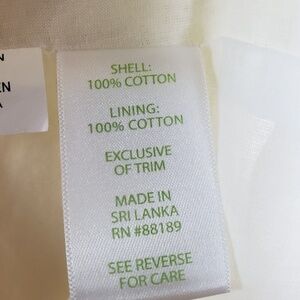 SHELL:
100% COTTON
LINING:
100% COTTON
EXCLUSIVE
OF TRIM
MADE IN
SRI LANKA
RN #88189
SEE REVERSE
FOR CARE